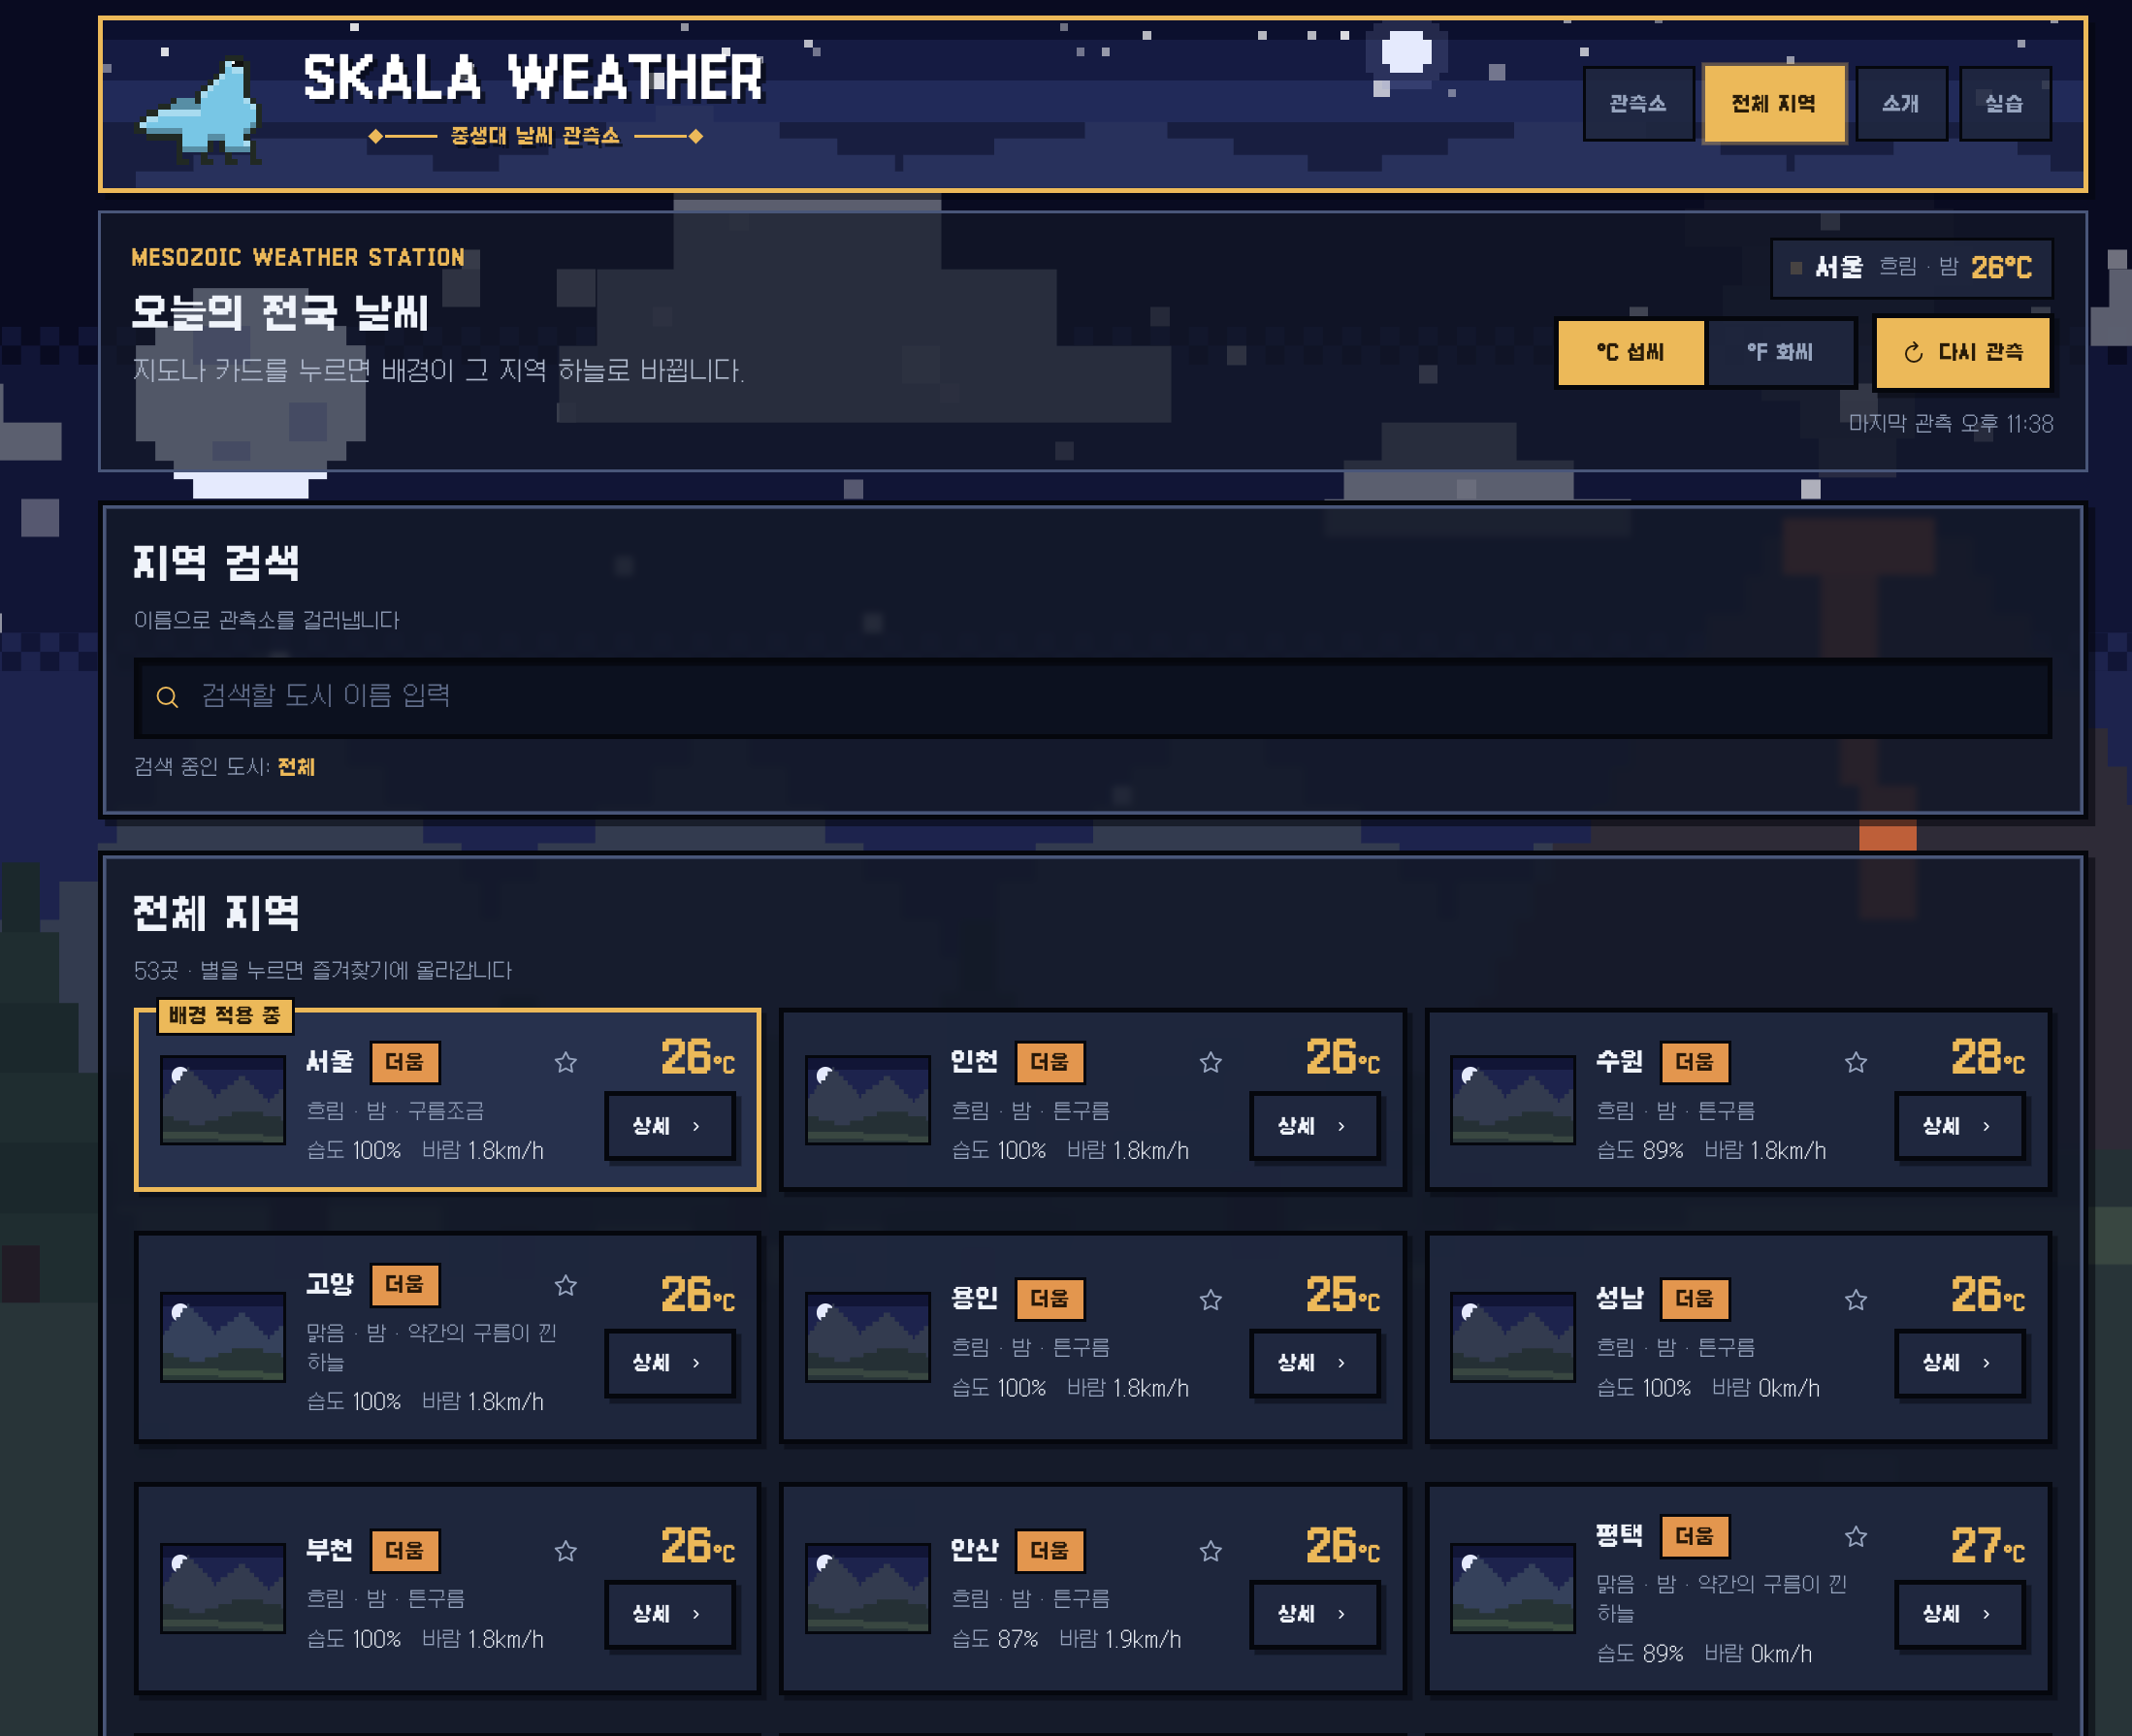 SKALA WEATHER
중생대 날씨 관측소
관측소 전체 지역 소개 실습
MESOZOIC WEATHER STATION
오늘의 전국 날씨
지도나 카드를 누르면 배경이 그 지역 하늘로 바뀝니다.
서울 흐림 · 밤 26°C
°C 섭씨 °F 화씨 다시 관측
마지막 관측 오후 11:38
지역 검색
이름으로 관측소를 걸러냅니다
검색할 도시 이름 입력
검색 중인 도시: 전체
전체 지역
53곳 · 별을 누르면 즐겨찾기에 올라갑니다
배경 적용 중
서울 더움 26°C
흐림 · 밤 · 구름조금
상세 ›
습도 100% 바람 1.8km/h
인천 더움 26°C
흐림 · 밤 · 튼구름
상세 ›
습도 100% 바람 1.8km/h
수원 더움 28°C
흐림 · 밤 · 튼구름
상세 ›
습도 89% 바람 1.8km/h
고양 더움 26°C
맑음 · 밤 · 약간의 구름이 낀
하늘
상세 ›
습도 100% 바람 1.8km/h
용인 더움 25°C
흐림 · 밤 · 튼구름
상세 ›
습도 100% 바람 1.8km/h
성남 더움 26°C
흐림 · 밤 · 튼구름
상세 ›
습도 100% 바람 0km/h
부천 더움 26°C
흐림 · 밤 · 튼구름
상세 ›
습도 100% 바람 1.8km/h
안산 더움 26°C
흐림 · 밤 · 튼구름
상세 ›
습도 87% 바람 1.9km/h
평택 더움 27°C
맑음 · 밤 · 약간의 구름이 낀
하늘
상세 ›
습도 89% 바람 0km/h